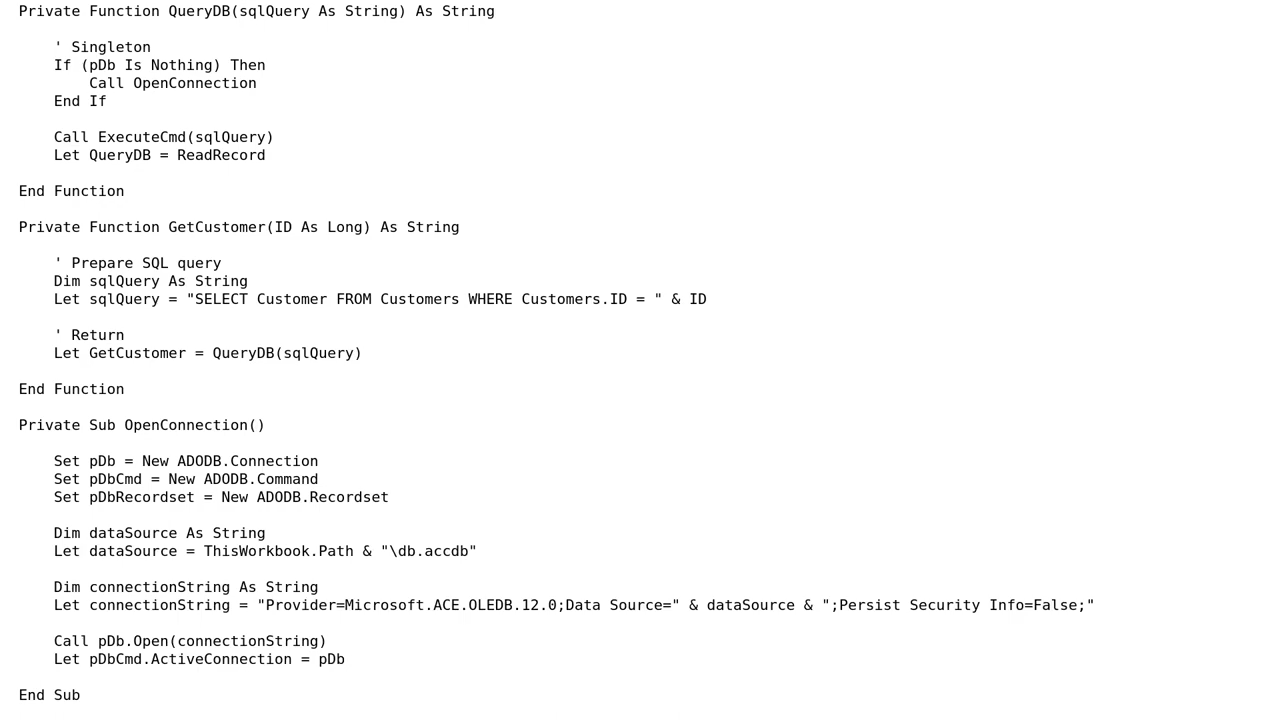 Private Function QueryDB(sqlQuery As String) As String
' Singleton
If (pDb Is Nothing) Then
Call OpenConnection
End If
Call ExecuteCmd(sqlQuery)
Let QueryDB = ReadRecord
End Function
Private Function GetCustomer(ID As Long) As String
' Prepare SQL query
Dim sqlQuery As String
Let sqlQuery = "SELECT Customer FROM Customers WHERE Customers.ID = " & ID
' Return
Let GetCustomer = QueryDB(sqlQuery)
End Function
Private Sub OpenConnection()
Set pDb = New ADODB.Connection
Set pDbCmd = New ADODB.Command
Set pDbRecordset = New ADODB.Recordset
Dim dataSource As String
Let dataSource = ThisWorkbook.Path & "\db.accdb"
Dim connectionString As String
Let connectionString = "Provider=Microsoft.ACE.OLEDB.12.0;Data Source=" & dataSource & ";Persist Security Info=False;"
Call pDb.Open(connectionString)
Let pDbCmd.ActiveConnection = pDb
End Sub